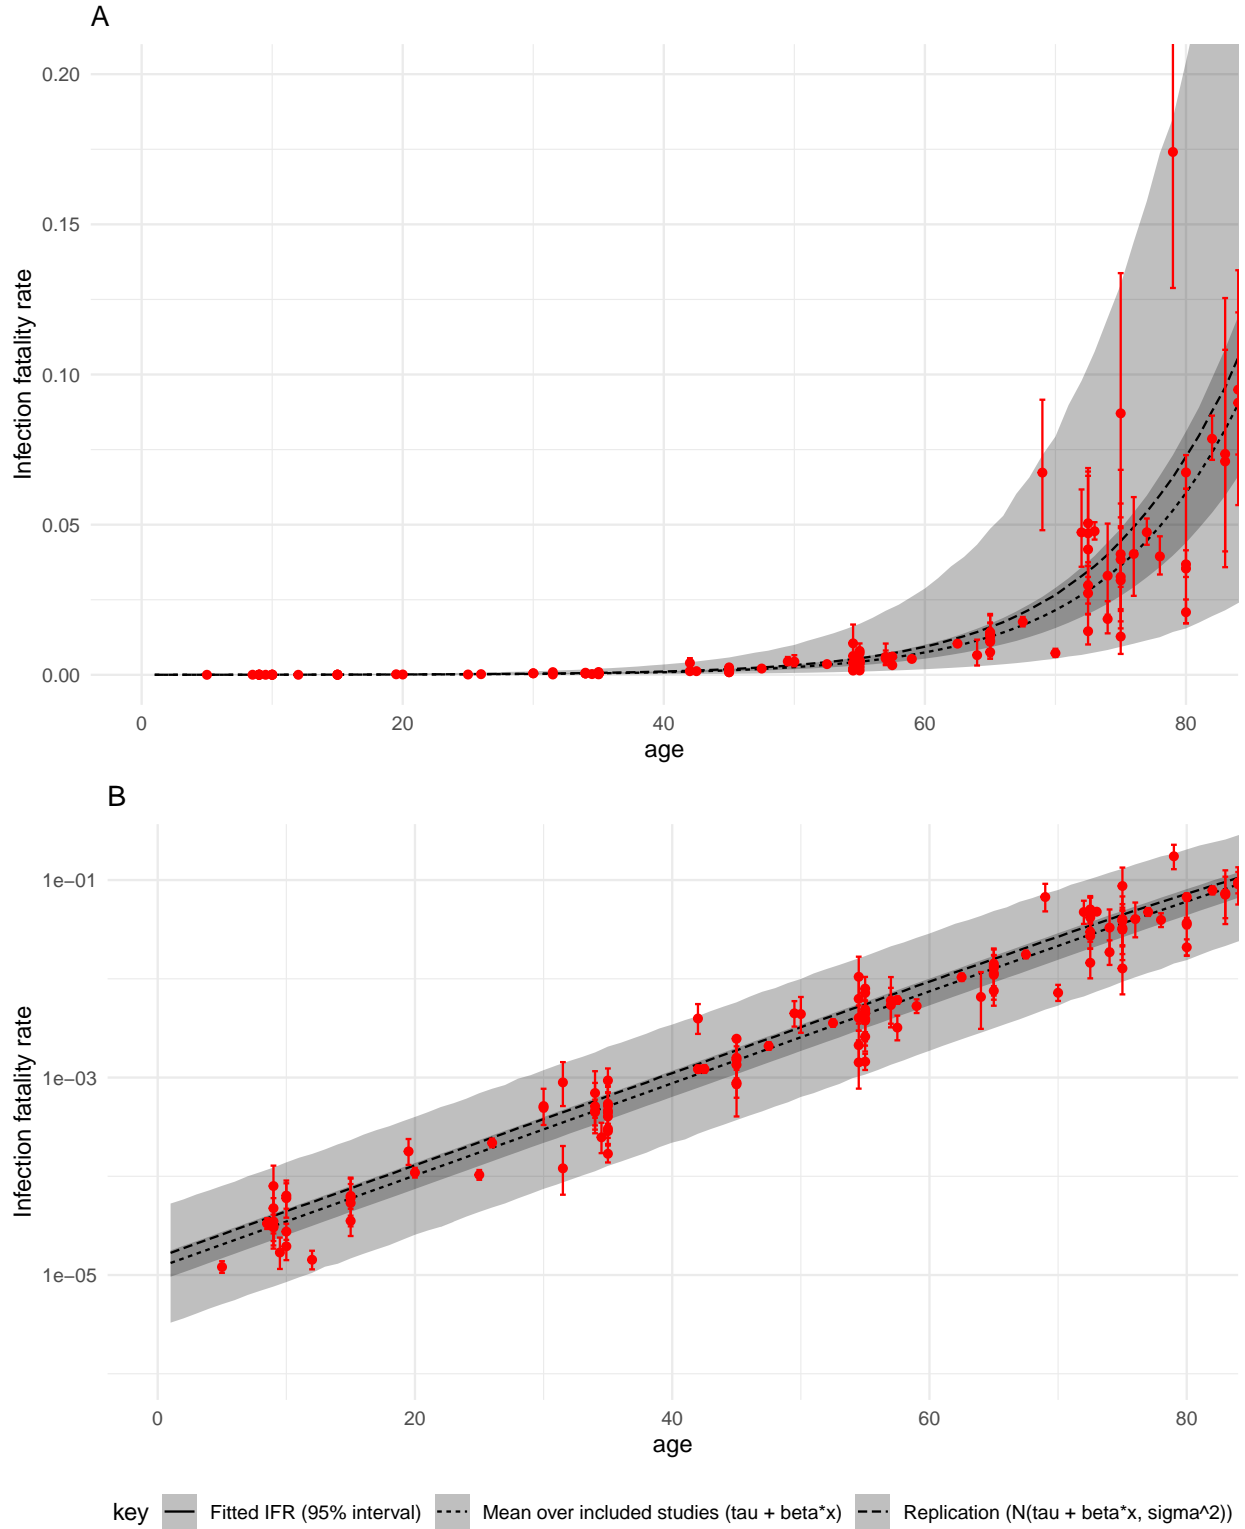 A
0.20
0.15
0.10
0.05
0.00
Infection fatality rate
0 20 40 60 80
age
B
1e−01
1e−03
1e−05
Infection fatality rate
0 20 40 60 80
age
key Fitted IFR (95% interval) Mean over included studies (tau + beta*x) Replication (N(tau + beta*x, sigma^2))